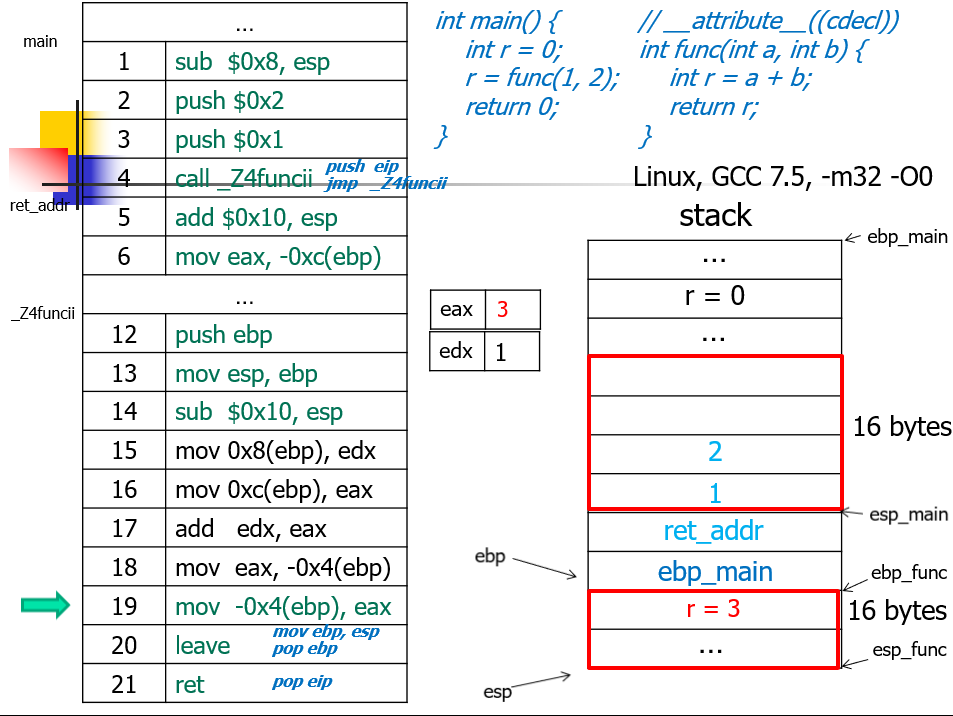 main
...
1 sub $0x8, esp
2 push $0x2
3 push $0x1
4 call _Z4funcii push eip
jmp _Z4funcii
ret_addr
5 add $0x10, esp
6 mov eax, -0xc(ebp)
...
_Z4funcii
12 push ebp
13 mov esp, ebp
14 sub $0x10, esp
15 mov 0x8(ebp), edx
16 mov 0xc(ebp), eax
17 add edx, eax
18 mov eax, -0x4(ebp)
19 mov -0x4(ebp), eax
20 leave mov ebp, esp
pop ebp
21 ret pop eip
int main() {
int r = 0;
r = func(1, 2);
return 0;
}
// __attribute__((cdecl))
int func(int a, int b) {
int r = a + b;
return r;
}
Linux, GCC 7.5, -m32 -O0
eax 3
edx 1
stack
ebp_main
...
r = 0
...
16 bytes
2
1
esp_main
ret_addr
ebp
ebp_main
ebp_func
r = 3
16 bytes
...
esp_func
esp